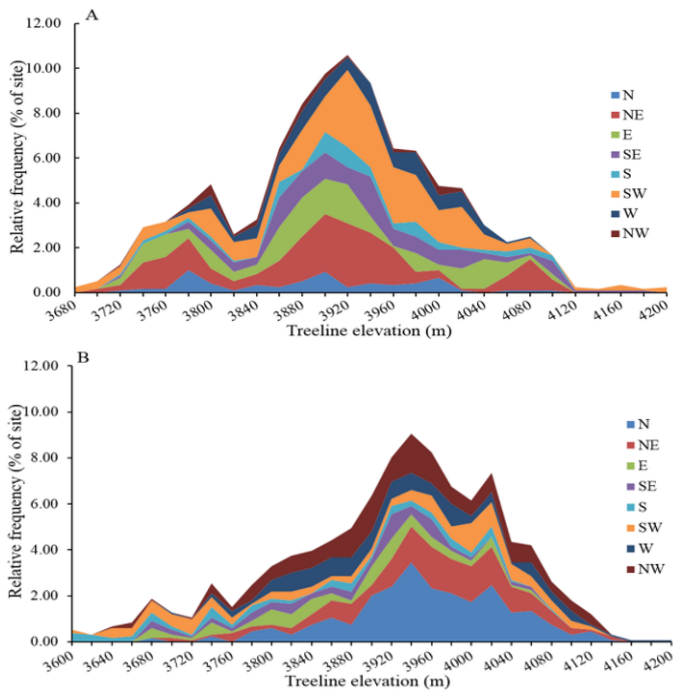 A
12.00
10.00
8.00
6.00
4.00
2.00
0.00
Relative frequency (% of site)
N
NE
E
SE
S
SW
W
NW
3680 3720 3760 3800 3840 3880 3920 3960 4000 4040 4080 4120 4160 4200
Treeline elevation (m)
B
12.00
10.00
8.00
6.00
4.00
2.00
0.00
Relative frequency (% of site)
N
NE
E
SE
S
SW
W
NW
3600 3640 3680 3720 3760 3800 3840 3880 3920 3960 4000 4040 4080 4120 4160 4200
Treeline elevation (m)